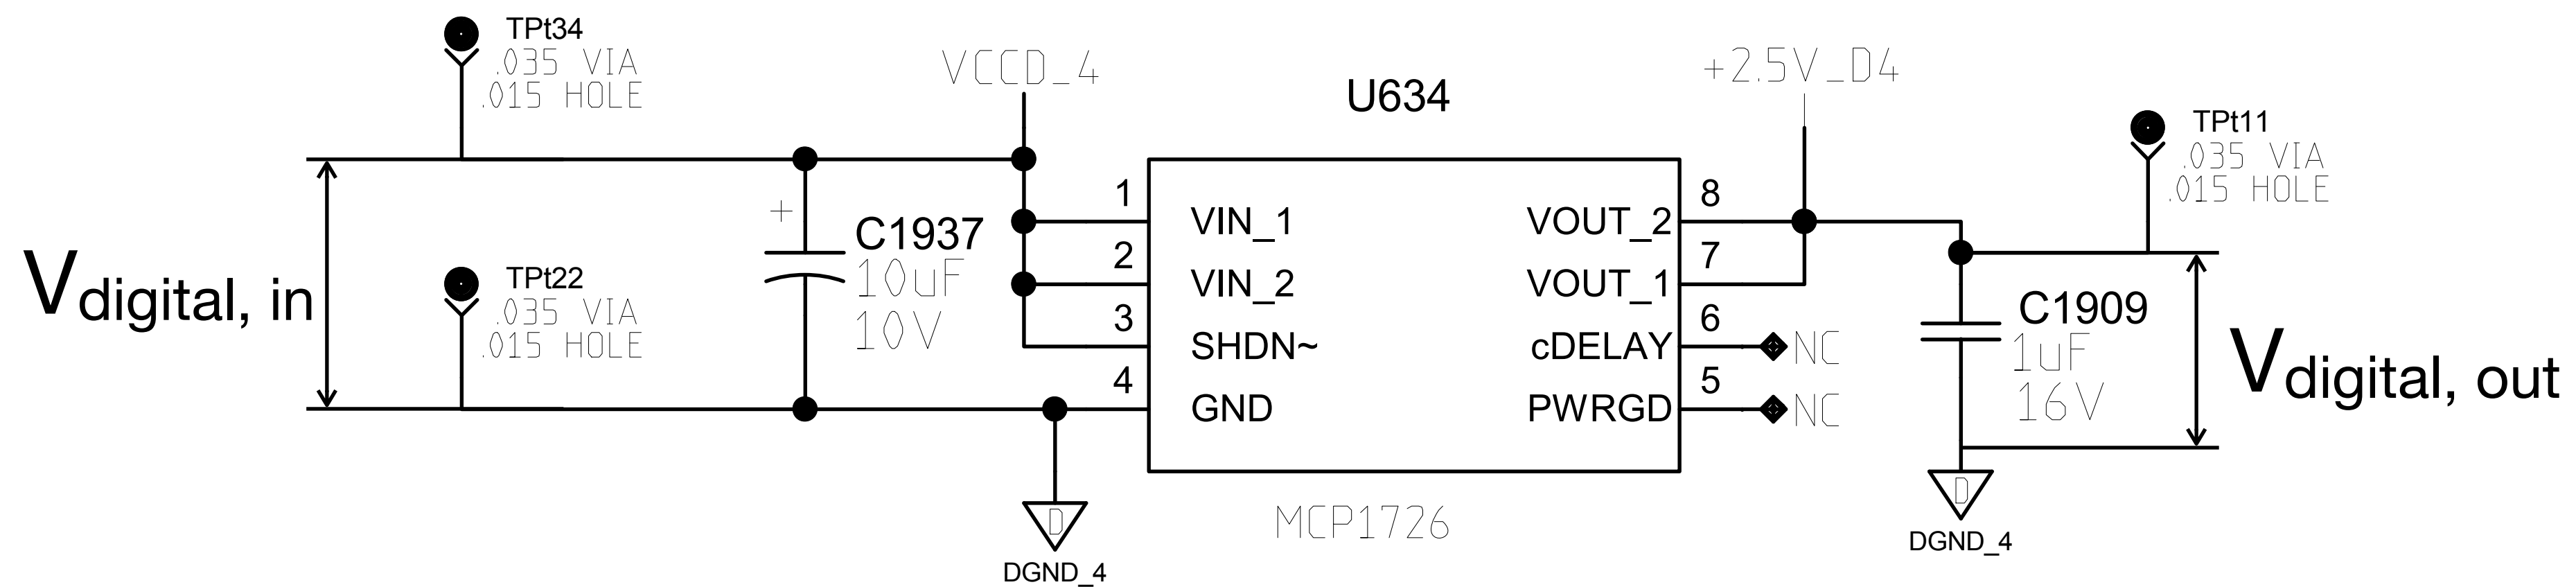 TPt34
.035 VIA
.015 HOLE
VCCD_4
U634
+2.5V_D4
TPt11
.035 VIA
.015 HOLE
Vdigital, in
TPt22
.035 VIA
.015 HOLE
+
C1937
10uF
10V
1
VIN_1
2
VIN_2
3
SHDN~
4
GND
VOUT_2
8
VOUT_1
7
cDELAY
6
NC
PWRGD
5
NC
C1909
1uF
16V
Vdigital, out
D
DGND_4
MCP1726
D
DGND_4